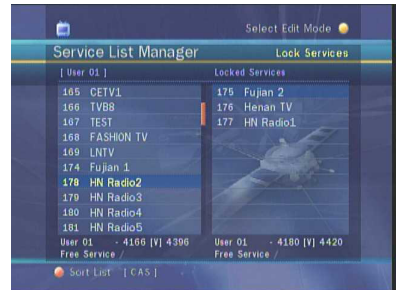 Select Edit Mode
Service List Manager
Lock Services
[ User 01 ]
Locked Services
165 CETV1
166 TVB8
167 TEST
168 FASHION TV
169 LNTV
174 Fujian 1
178 HN Radio2
179 HN Radio3
180 HN Radio4
181 HN Radio5
175 Fujian 2
176 Henan TV
177 HN Radio1
User 01 - 4166 [V] 4396
Free Service /
User 01 - 4180 [V] 4420
Free Service /
Sort List [CAS]